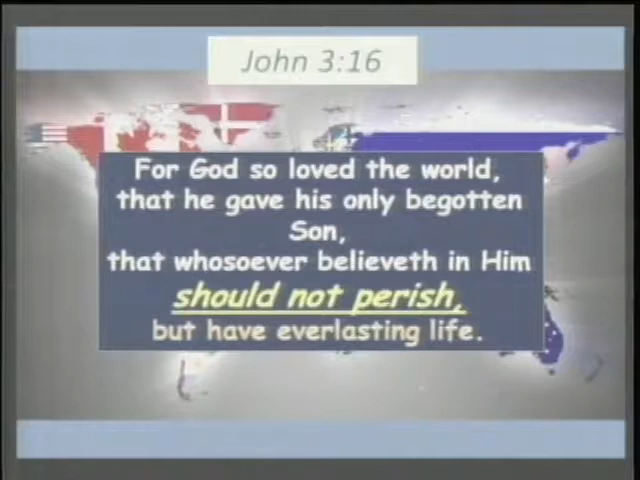 John 3:16
For God so loved the world,
that he gave his only begotten
Son,
that whosoever believeth in Him
should not perish,
but have everlasting life.